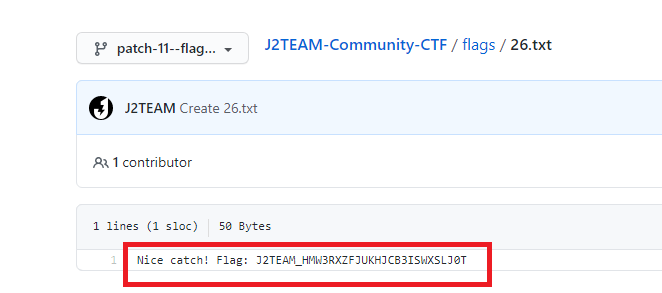 patch-11--flag... J2TEAM-Community-CTF / flags / 26.txt
J2TEAM Create 26.txt
1 contributor
1 lines (1 sloc) 50 Bytes
1 Nice catch! Flag: J2TEAM_HMW3RXZFJUKHJCB3ISWXSLJ0T